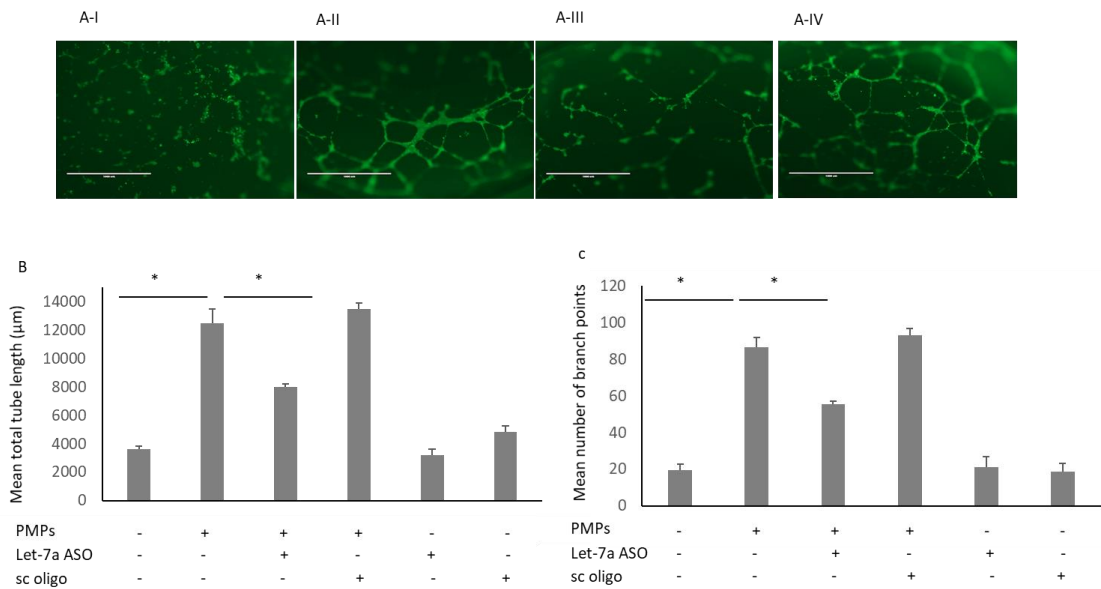 A-I A-II A-III A-IV
B
* *
Mean total tube length (µm)
14000
12000
10000
8000
6000
4000
2000
0
PMPs - + + + - -
Let-7a ASO - - + - + -
sc oligo - - - + - +
c
* *
Mean number of branch points
120
100
80
60
40
20
0
PMPs - + + + - -
Let-7a ASO - - + - + -
sc oligo - - - + - +